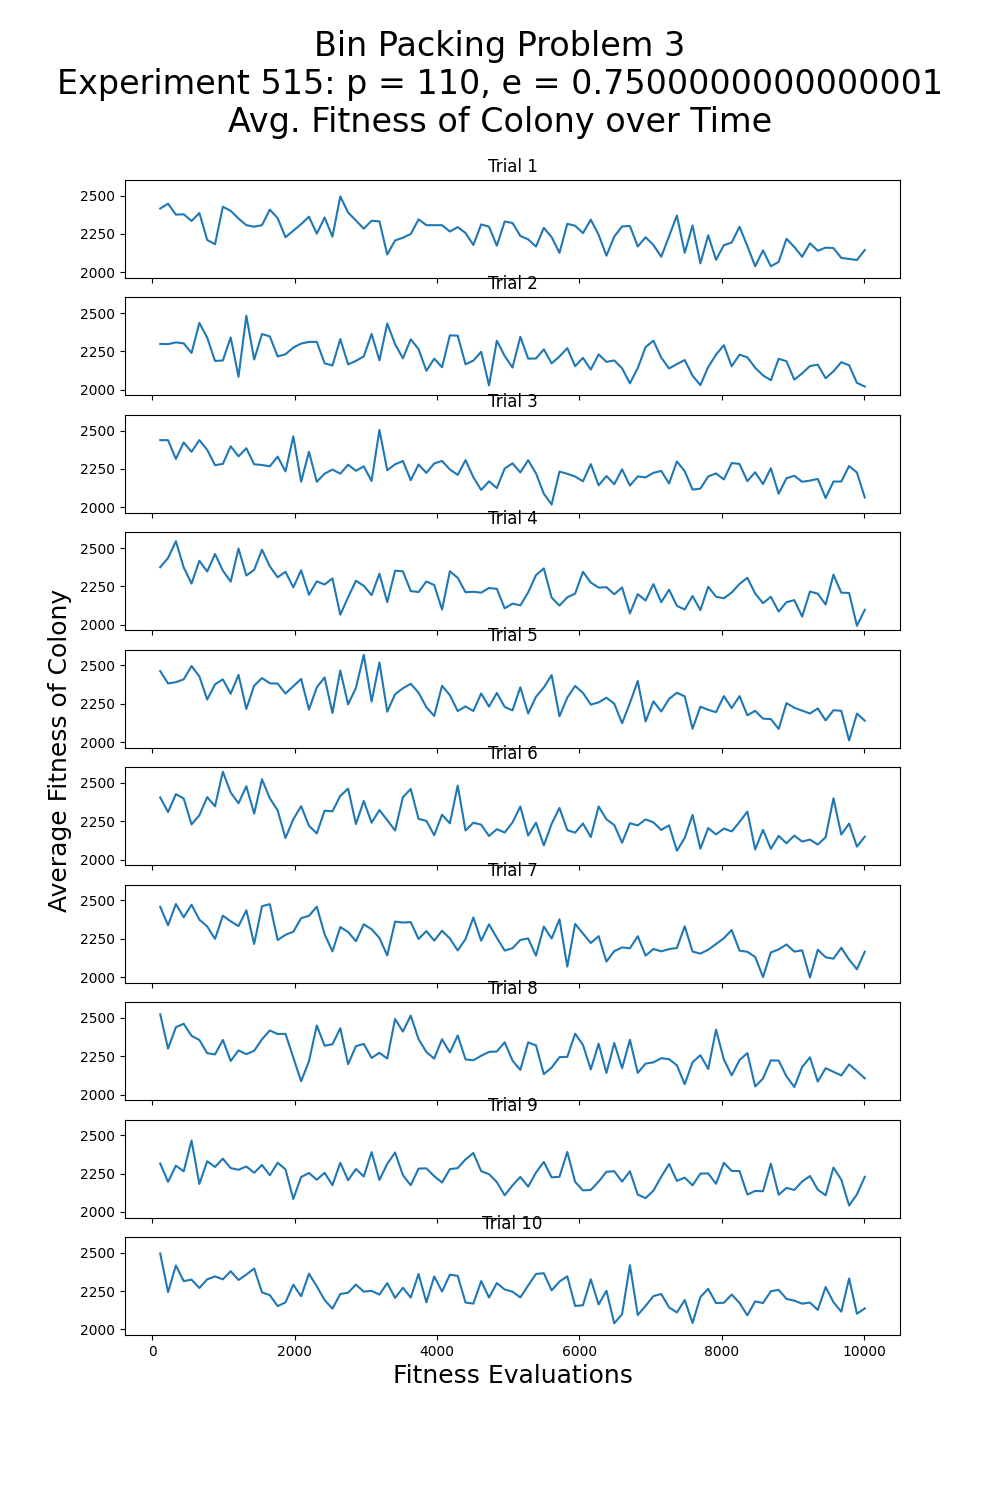 Bin Packing Problem 3
Experiment 515: p = 110, e = 0.7500000000000001
Avg. Fitness of Colony over Time
Trial 1
2500
2250
2000
Trial 2
2500
2250
2000
Trial 3
2500
2250
2000
Trial 4
2500
2250
2000
Trial 5
2500
2250
2000
Trial 6
2500
2250
2000
Trial 7
2500
2250
2000
Trial 8
2500
2250
2000
Trial 9
2500
2250
2000
Trial 10
2500
2250
2000
0 2000 4000 6000 8000 10000
Fitness Evaluations
Average Fitness of Colony